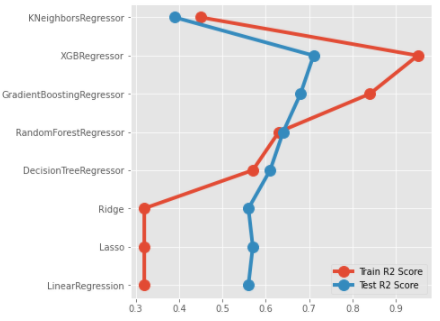 KNeighborsRegressor
XGBRegressor
GradientBoostingRegressor
RandomForestRegressor
DecisionTreeRegressor
Ridge
Lasso
LinearRegression
Train R2 Score
Test R2 Score
0.3 0.4 0.5 0.6 0.7 0.8 0.9